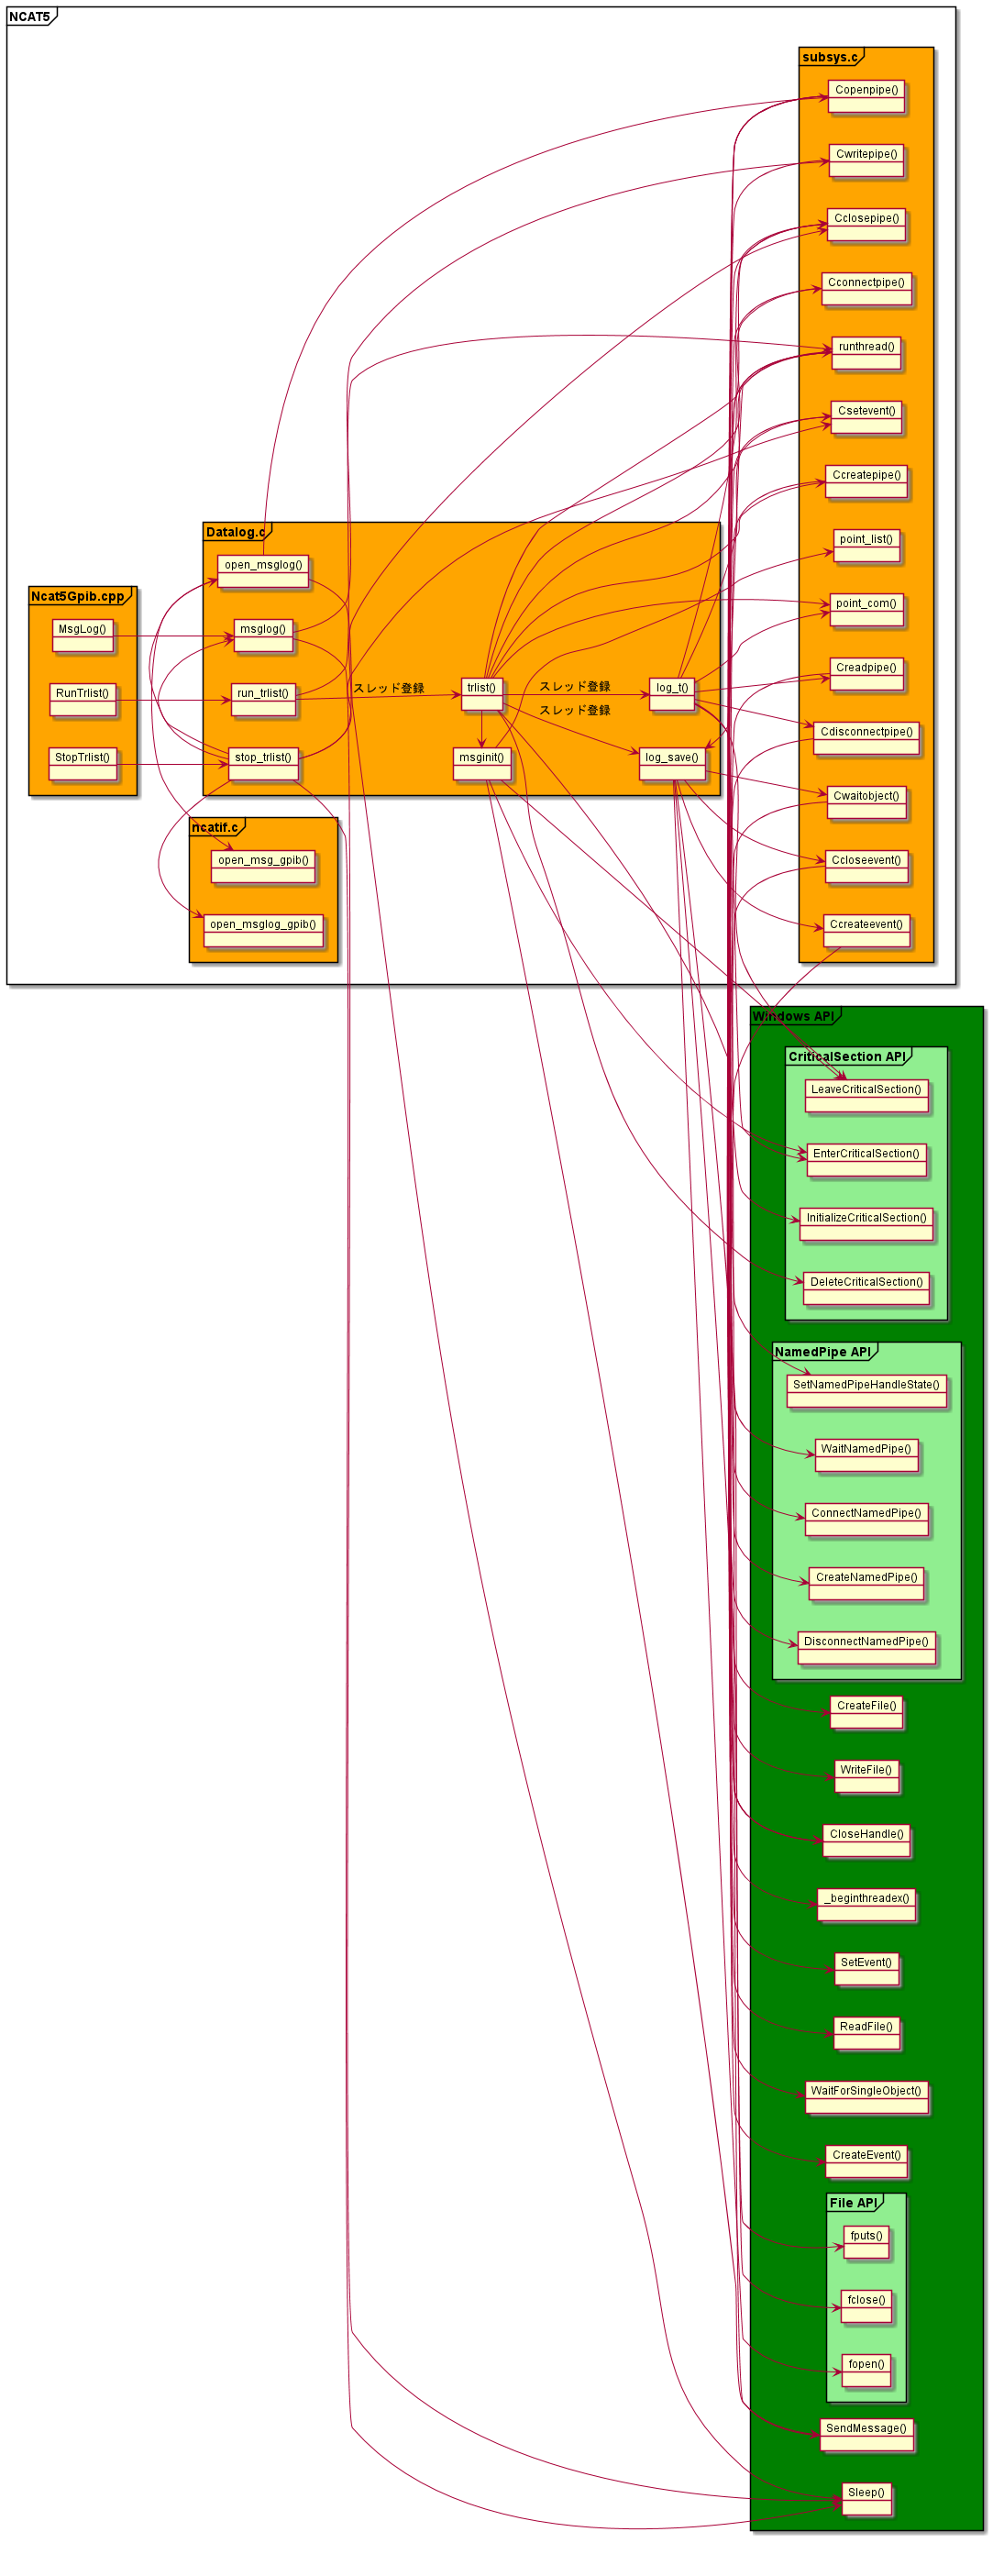 NCAT5
subsys.c
Copenpipe()
Cwritepipe()
Cclosepipe()
Cconnectpipe()
runthread()
Csetevent()
Ccreatepipe()
point_list()
point_com()
Creadpipe()
Cdisconnectpipe()
Cwaitobject()
Ccloseevent()
Ccreateevent()
Datalog.c
open_msglog()
msglog()
run_trlist()
stop_trlist()
スレッド登録
trlist()
msginit()
スレッド登録
スレッド登録
log_t()
log_save()
Ncat5Gpib.cpp
MsgLog()
RunTrlist()
StopTrlist()
ncatif.c
open_msg_gpib()
open_msglog_gpib()
Windows API
CriticalSection API
LeaveCriticalSection()
EnterCriticalSection()
InitializeCriticalSection()
DeleteCriticalSection()
NamedPipe API
SetNamedPipeHandleState()
WaitNamedPipe()
ConnectNamedPipe()
CreateNamedPipe()
DisconnectNamedPipe()
CreateFile()
WriteFile()
CloseHandle()
_beginthreadex()
SetEvent()
ReadFile()
WaitForSingleObject()
CreateEvent()
File API
fputs()
fclose()
fopen()
SendMessage()
Sleep()